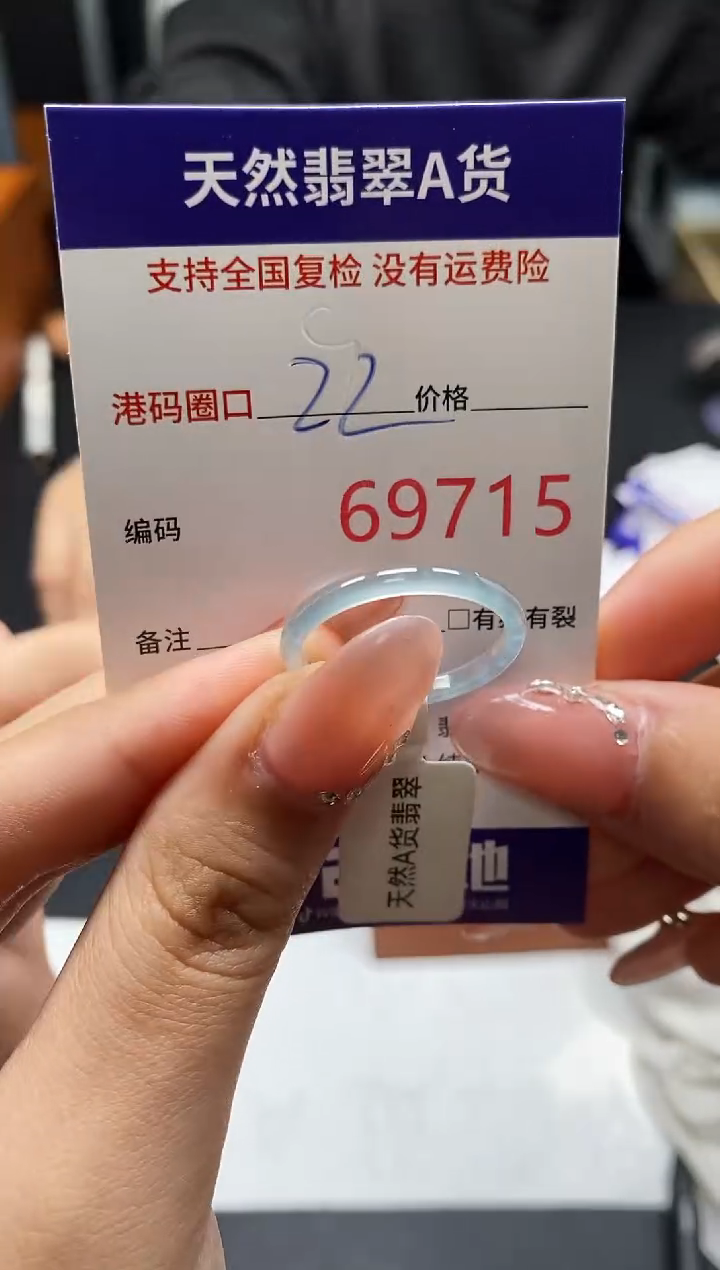 天然翡翠A货
支持全国复检 没有运费险
港码圈口 22 价格
编码 69715
备注 □有 有裂
天然A货翡翠